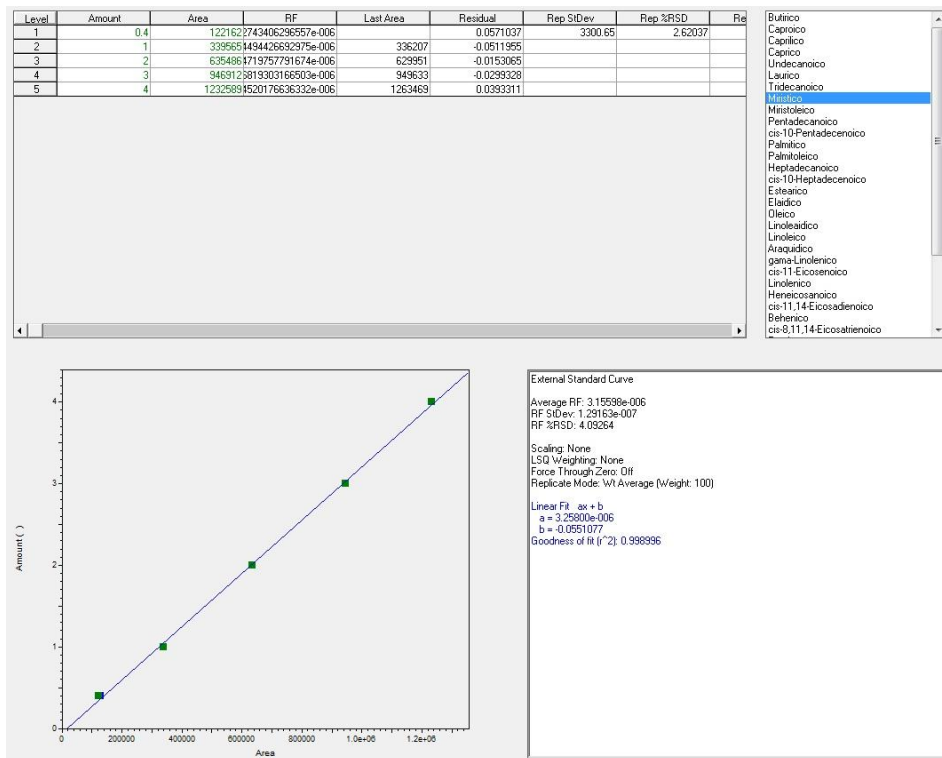 Level Amount Area RF Last Area Residual Rep StDev Rep %RSD Re
1 0.4 122162 2743406296557e-006 0.0571037 3300.65 2.62037
2 1 339565 4494426692975e-006 336207 -0.0511955
3 2 635486 4719757791674e-006 629951 -0.0153065
4 3 946912 6819303166503e-006 949633 -0.0299328
5 4 1232589 4520176636332e-006 1263469 0.0393311
Butirico
Caproico
Caprilico
Caprico
Undecanoico
Laurico
Tridecanoico
Miristico
Miristoleico
Pentadecanoico
cis-10-Pentadecenoico
Palmitico
Palmitoleico
Heptadecanoico
cis-10-Heptadecenoico
Estearico
Elaidico
Oleico
Linoleaidico
Linoleico
Araquidico
gama-Linolenico
cis-11-Eicosenoico
Linolenico
Heneicosanoico
cis-11,14-Eicosadienoico
Behenico
cis-8,11,14-Eicosatrienoico
Amount ( )
4
3
2
1
0
0 200000 400000 600000 800000 1.0e+06 1.2e+06
Area
External Standard Curve
Average RF: 3.15598e-006
RF StDev: 1.29163e-007
RF %RSD: 4.09264
Scaling: None
LSQ Weighting: None
Force Through Zero: Off
Replicate Mode: Wt Average (Weight: 100)
Linear Fit ax + b
a = 3.25800e-006
b = -0.0551077
Goodness of fit (r^2): 0.998996